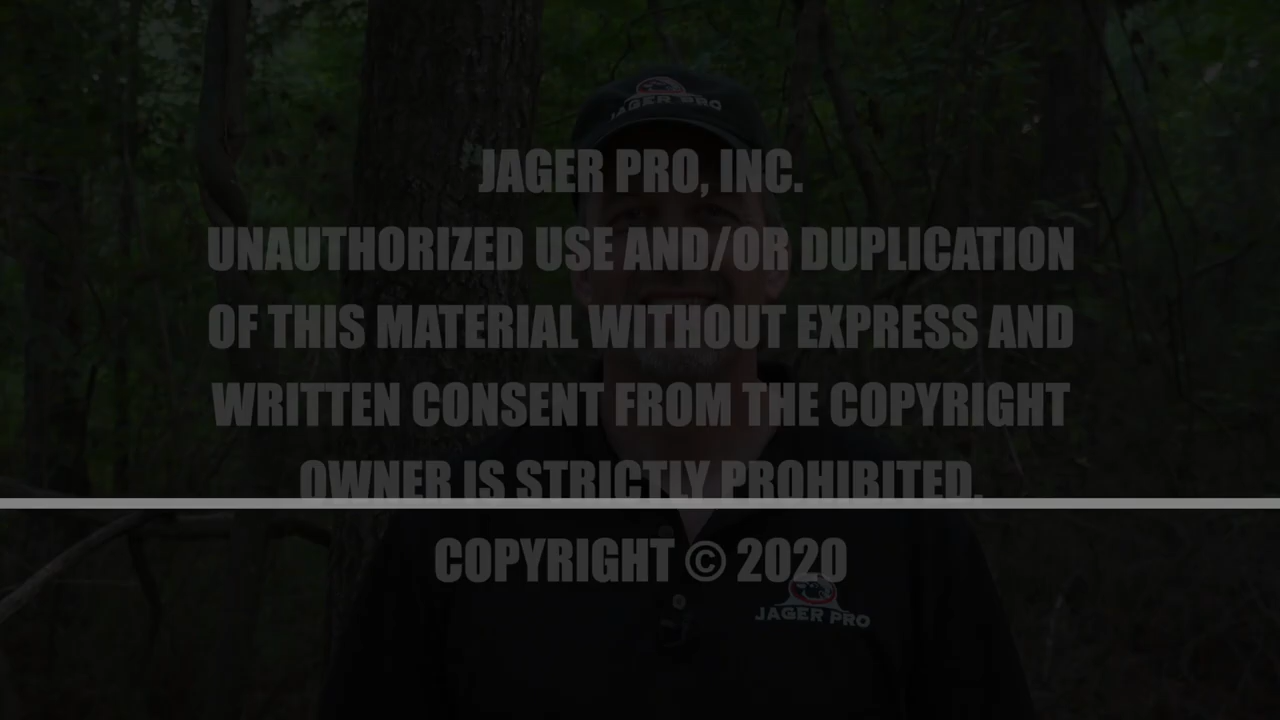 JAGER PRO
JAGER PRO, INC.
UNAUTHORIZED USE AND/OR DUPLICATION
OF THIS MATERIAL WITHOUT EXPRESS AND
WRITTEN CONSENT FROM THE COPYRIGHT
OWNER IS STRICTLY PROHIBITED.
COPYRIGHT © 2020
JAGER PRO